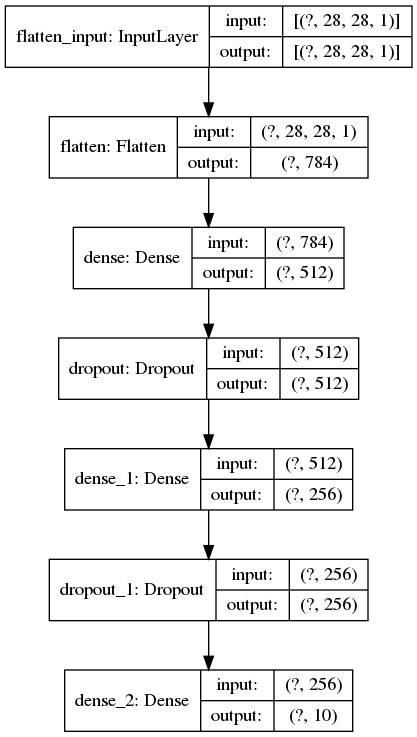 flatten_input: InputLayer
input: [(?, 28, 28, 1)]
output: [(?, 28, 28, 1)]
flatten: Flatten
input: (?, 28, 28, 1)
output: (?, 784)
dense: Dense
input: (?, 784)
output: (?, 512)
dropout: Dropout
input: (?, 512)
output: (?, 512)
dense_1: Dense
input: (?, 512)
output: (?, 256)
dropout_1: Dropout
input: (?, 256)
output: (?, 256)
dense_2: Dense
input: (?, 256)
output: (?, 10)